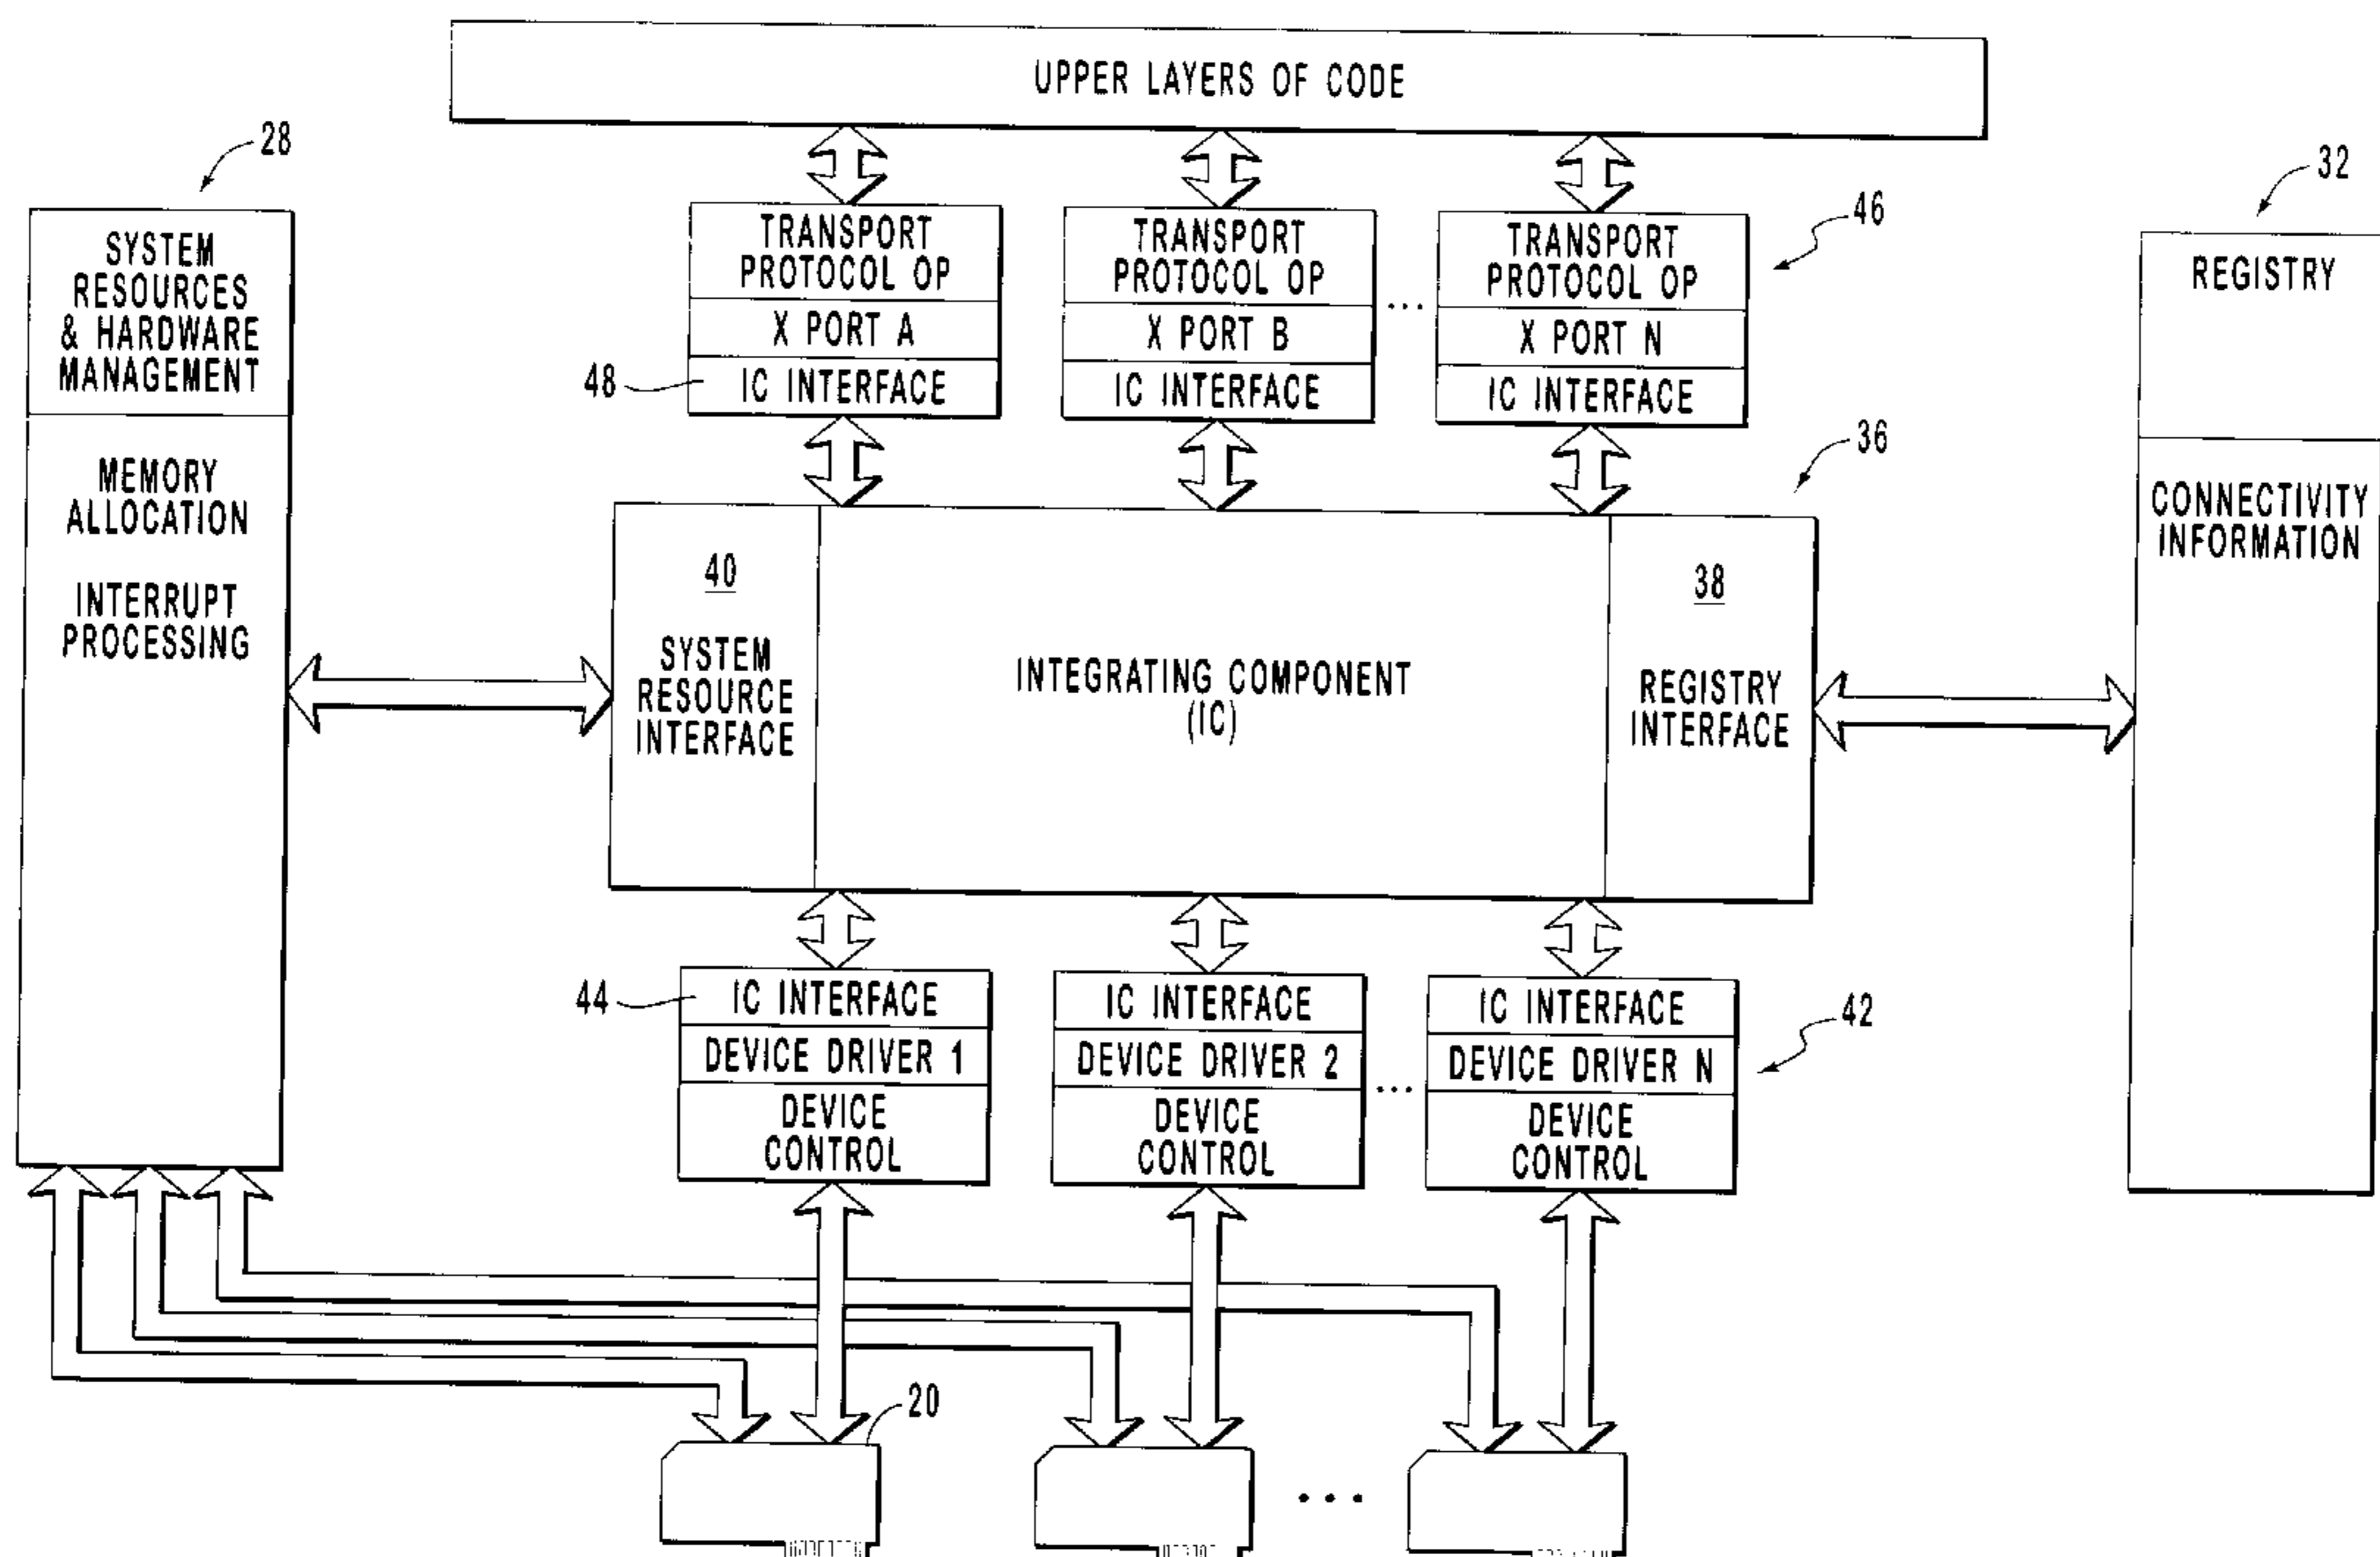 UPPER LAYERS OF CODE
28
SYSTEM
RESOURCES
& HARDWARE
MANAGEMENT
MEMORY
ALLOCATION
INTERRUPT
PROCESSING
TRANSPORT
PROTOCOL OP
X PORT A
48
IC INTERFACE
TRANSPORT
PROTOCOL OP
X PORT B
IC INTERFACE
...
TRANSPORT
PROTOCOL OP
X PORT N
IC INTERFACE
46
32
REGISTRY
CONNECTIVITY
INFORMATION
36
40
SYSTEM
RESOURCE
INTERFACE
INTEGRATING COMPONENT
(IC)
38
REGISTRY
INTERFACE
44
IC INTERFACE
DEVICE DRIVER 1
DEVICE
CONTROL
IC INTERFACE
DEVICE DRIVER 2
DEVICE
CONTROL
...
IC INTERFACE
DEVICE DRIVER N
DEVICE
CONTROL
42
20
...